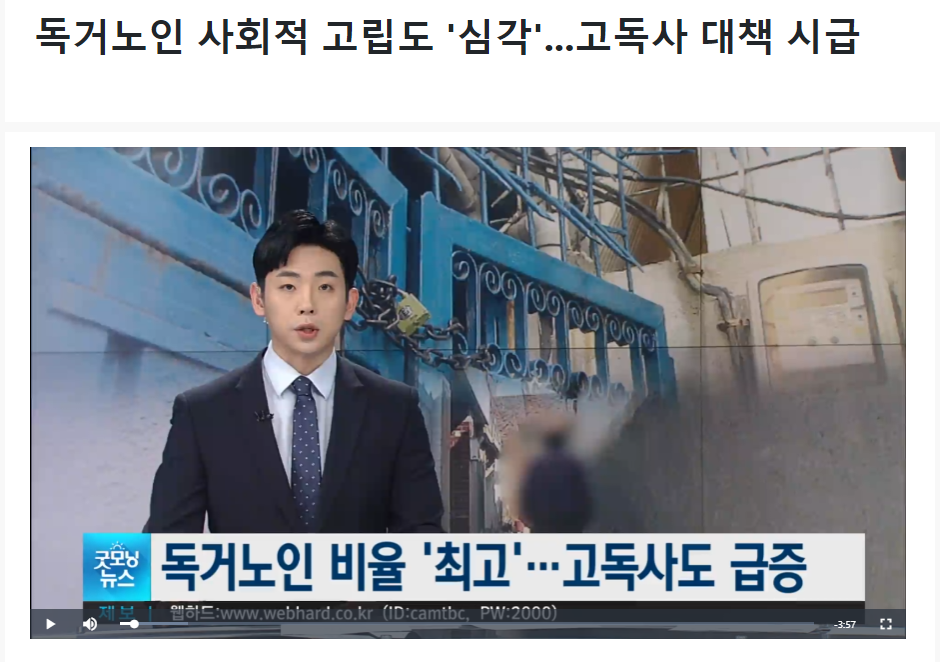 독거노인 사회적 고립도 '심각'...고독사 대책 시급
굿모닝
뉴스
독거노인 비율 '최고'…고독사도 급증
제보 | 웹하드:www.webhard.co.kr (ID:camtbc, PW:2000)
-3:57